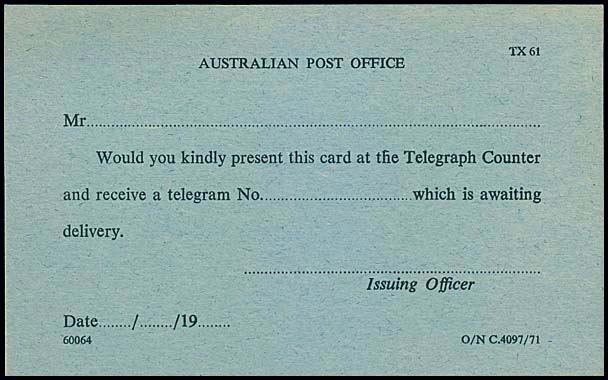 TX 61
AUSTRALIAN POST OFFICE
Mr....................................................................................................
Would you kindly present this card at the Telegraph Counter
and receive a telegram No....................................which is awaiting
delivery.
......................................................................
Issuing Officer
Date......../......../19........
60064
O/N C.4097/71